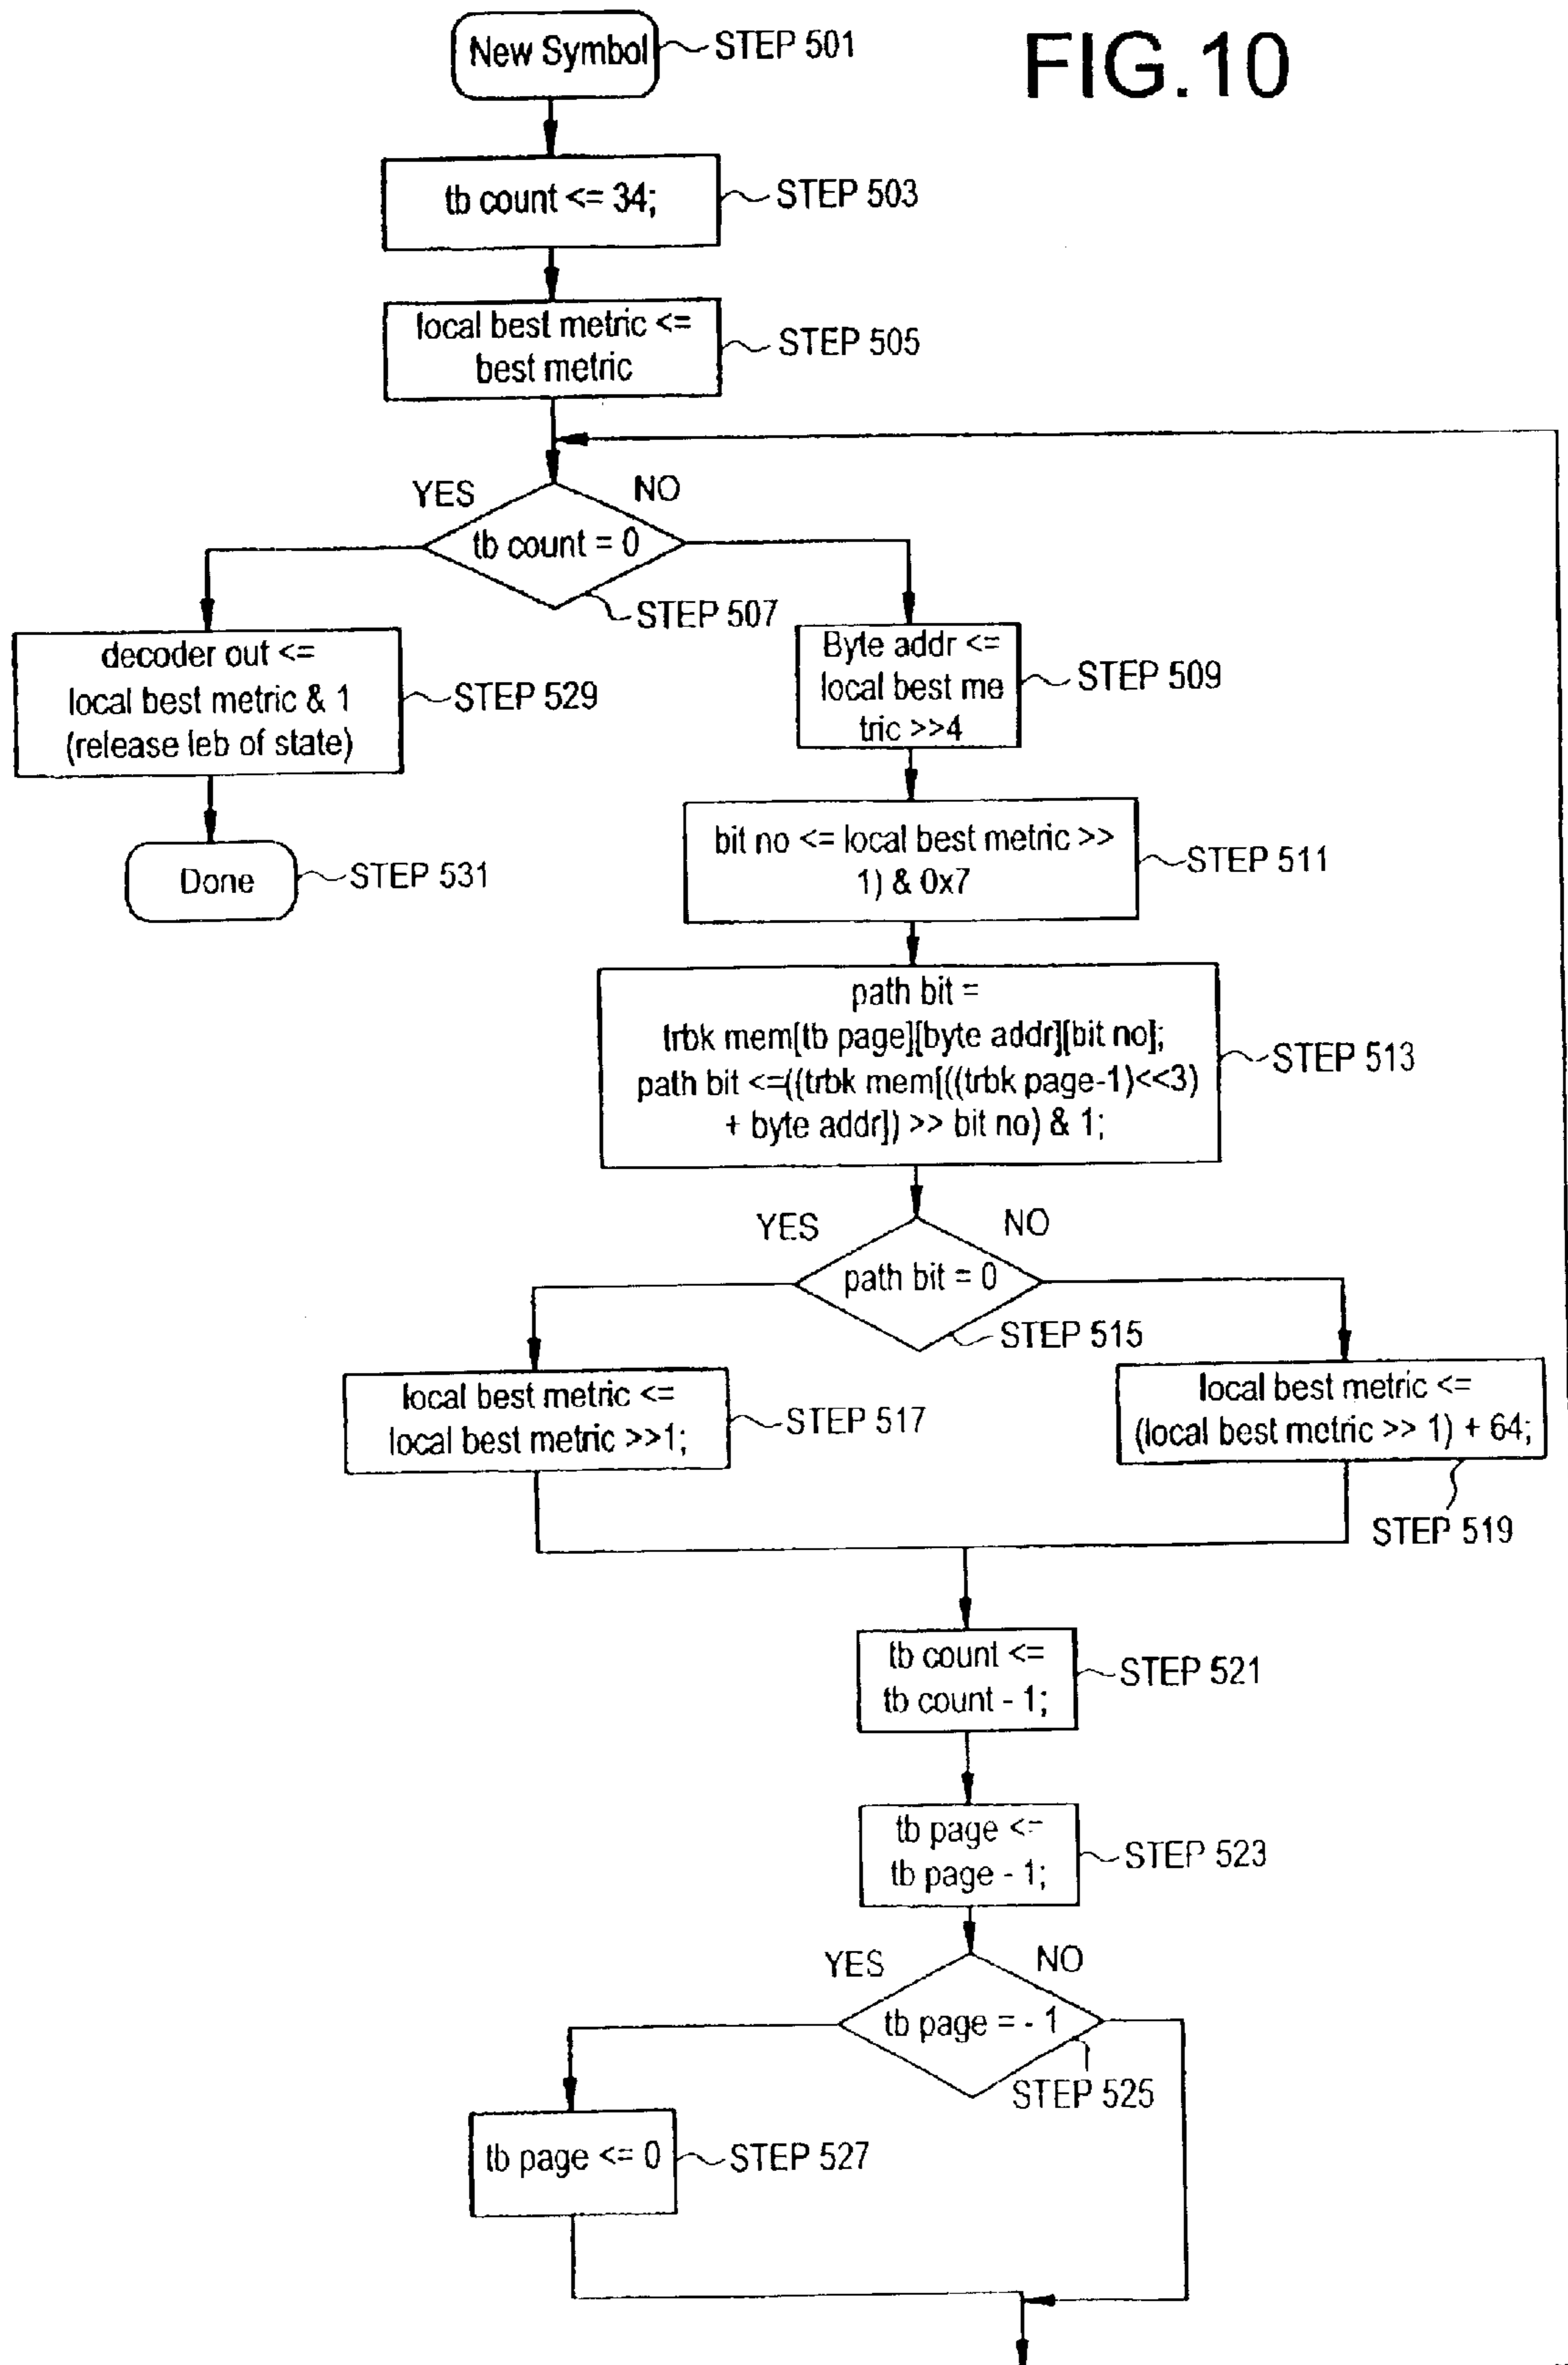 FIG.10
New Symbol
STEP 501
tb count <= 34;
STEP 503
local best metric <=
best metric
STEP 505
YES
NO
tb count = 0
STEP 507
decoder out <=
local best metric & 1
(release leb of state)
STEP 529
Done
STEP 531
Byte addr <=
local best me
tric >>4
STEP 509
bit no <= local best metric >>
1) & 0x7
STEP 511
path bit =
trbk mem[tb page][byte addr][bit no];
path bit <=((trbk mem[((trbk page-1)<<3)
+ byte addr]) >> bit no) & 1;
STEP 513
YES
NO
path bit = 0
STEP 515
local best metric <=
local best metric >>1;
STEP 517
local best metric <=
(local best metric >> 1) + 64;
STEP 519
tb count <=
tb count - 1;
STEP 521
tb page <=
tb page - 1;
STEP 523
YES
NO
tb page = - 1
STEP 525
tb page <= 0
STEP 527